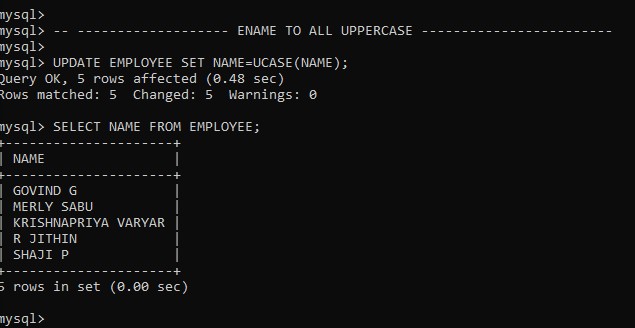 mysql>
mysql> -- ------------------- ENAME TO ALL UPPERCASE ------------------------
mysql>
mysql> UPDATE EMPLOYEE SET NAME=UCASE(NAME);
Query OK, 5 rows affected (0.48 sec)
Rows matched: 5  Changed: 5  Warnings: 0

mysql> SELECT NAME FROM EMPLOYEE;
+---------------------+
| NAME                |
+---------------------+
| GOVIND G            |
| MERLY SABU          |
| KRISHNAPRIYA VARYAR |
| R JITHIN            |
| SHAJI P             |
+---------------------+
5 rows in set (0.00 sec)

mysql>